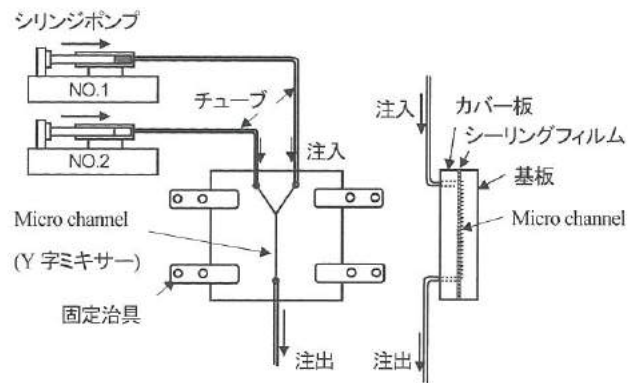 シリンジポンプ
NO.1
NO.2
チューブ
注入
Micro channel
(Y 字ミキサー)
固定治具
注出
注入
カバー板
シーリングフィルム
基板
Micro channel
注出